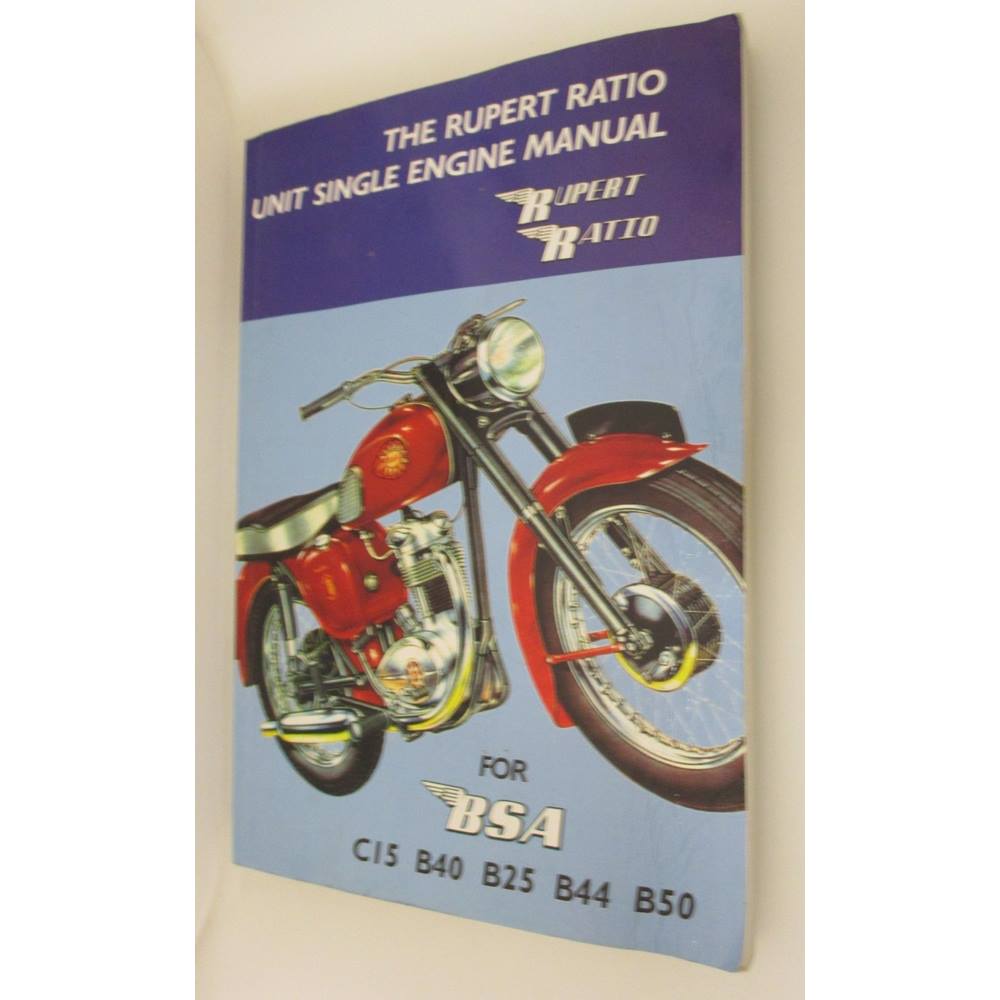 THE RUPERT RATIO
UNIT SINGLE ENGINE MANUAL
RUPERT
RATIO
FOR
BSA
C15 B40 B25 B44 B50